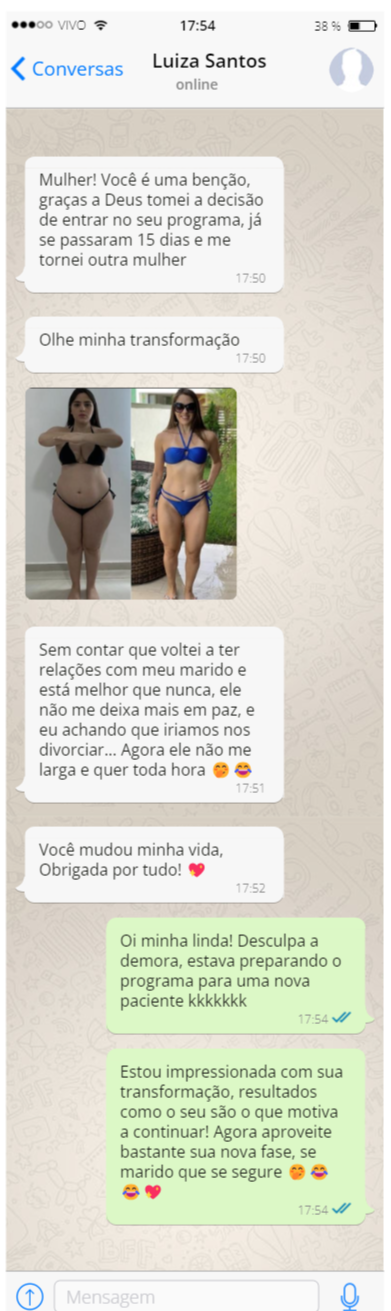 VIVO 17:54 38 %
Conversas Luiza Santos
online
Mulher! Você é uma benção,
graças a Deus tomei a decisão
de entrar no seu programa, já
se passaram 15 dias e me
tornei outra mulher
17:50
Olhe minha transformação
17:50
Sem contar que voltei a ter
relações com meu marido e
está melhor que nunca, ele
não me deixa mais em paz, e
eu achando que iriamos nos
divorciar... Agora ele não me
larga e quer toda hora 🤭 😂
17:51
Você mudou minha vida,
Obrigada por tudo! 💖
17:52
Oi minha linda! Desculpa a
demora, estava preparando o
programa para uma nova
paciente kkkkkkk
17:54
Estou impressionada com sua
transformação, resultados
como o seu são o que motiva
a continuar! Agora aproveite
bastante sua nova fase, se
marido que se segure 🤭 😂
😂 💖
17:54
Mensagem